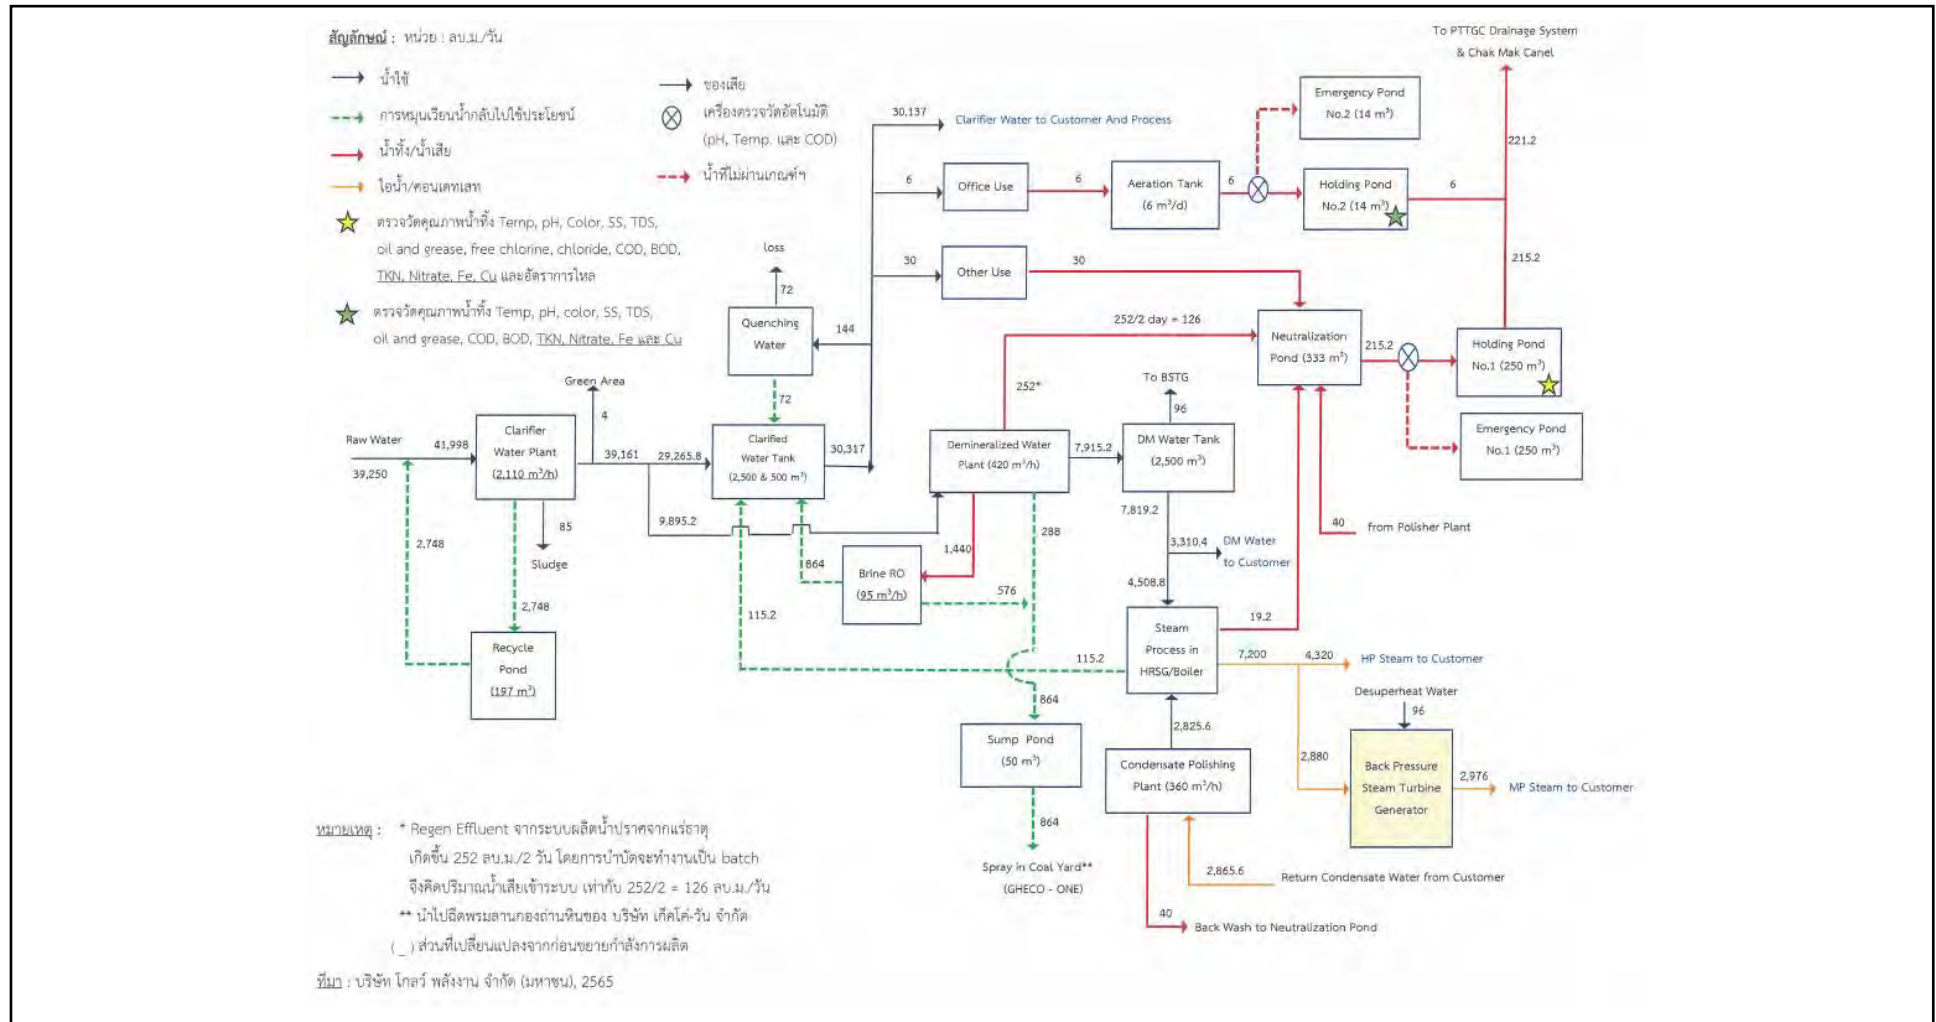 สัญลักษณ์ : หน่วย : ลบ.ม./วัน
น้ำใช้
การหมุนเวียนน้ำกลับไปใช้ประโยชน์
น้ำทิ้ง/น้ำเสีย
ไอน้ำ/คอนเดทเสท
ของเสีย
เครื่องตรวจวัดอัตโนมัติ
(pH, Temp. และ COD)
น้ำที่ไม่ผ่านเกณฑ์ฯ
ตรวจวัดคุณภาพน้ำทิ้ง Temp, pH, Color, SS, TDS,
oil and grease, free chlorine, chloride, COD, BOD,
TKN, Nitrate, Fe, Cu และอัตราการไหล
ตรวจวัดคุณภาพน้ำทิ้ง Temp, pH, color, SS, TDS,
oil and grease, COD, BOD, TKN, Nitrate, Fe และ Cu
To PTTGC Drainage System
& Chak Mak Canel
221.2
Emergency Pond
No.2 (14 m³)
30,137
Clarifier Water to Customer And Process
6
Office Use
6
Aeration Tank
(6 m³/d)
6
Holding Pond
No.2 (14 m³)
6
215.2
30
Other Use
30
loss
72
Quenching
Water
144
72
252/2 day = 126
Neutralization
Pond (333 m³)
215.2
Holding Pond
No.1 (250 m³)
Emergency Pond
No.1 (250 m³)
Green Area
4
252*
To BSTG
96
Raw Water
39,250
41,998
Clarifier
Water Plant
(2,110 m³/h)
39,161
29,265.8
Clarified
Water Tank
(2,500 & 500 m³)
30,317
Demineralized Water
Plant (420 m³/h)
7,915.2
DM Water Tank
(2,500 m³)
9,895.2
85
Sludge
2,748
2,748
Recycle
Pond
(197 m³)
864
Brine RO
(95 m³/h)
1,440
576
288
7,819.2
3,310.4
DM Water
to Customer
4,508.8
40
from Polisher Plant
115.2
115.2
Steam
Process in
HRSG/Boiler
19.2
7,200
4,320
HP Steam to Customer
Desuperheat Water
96
864
Sump Pond
(50 m³)
864
Spray in Coal Yard**
(GHECO - ONE)
2,825.6
Condensate Polishing
Plant (360 m³/h)
2,880
Back Pressure
Steam Turbine
Generator
2,976
MP Steam to Customer
2,865.6
Return Condensate Water from Customer
40
Back Wash to Neutralization Pond
หมายเหตุ : * Regen Effluent จากระบบผลิตน้ำปราศจากแร่ธาตุ
เกิดขึ้น 252 ลบ.ม./2 วัน โดยการบำบัดจะทำงานเป็น batch
จึงคิดปริมาณน้ำเสียเข้าระบบ เท่ากับ 252/2 = 126 ลบ.ม./วัน
** นำไปฉีดพรมลานกองถ่านหินของ บริษัท เก็คโค่-วัน จำกัด
( _ ) ส่วนที่เปลี่ยนแปลงจากก่อนขยายกำลังการผลิต
ที่มา : บริษัท โกลว์ พลังงาน จำกัด (มหาชน), 2565